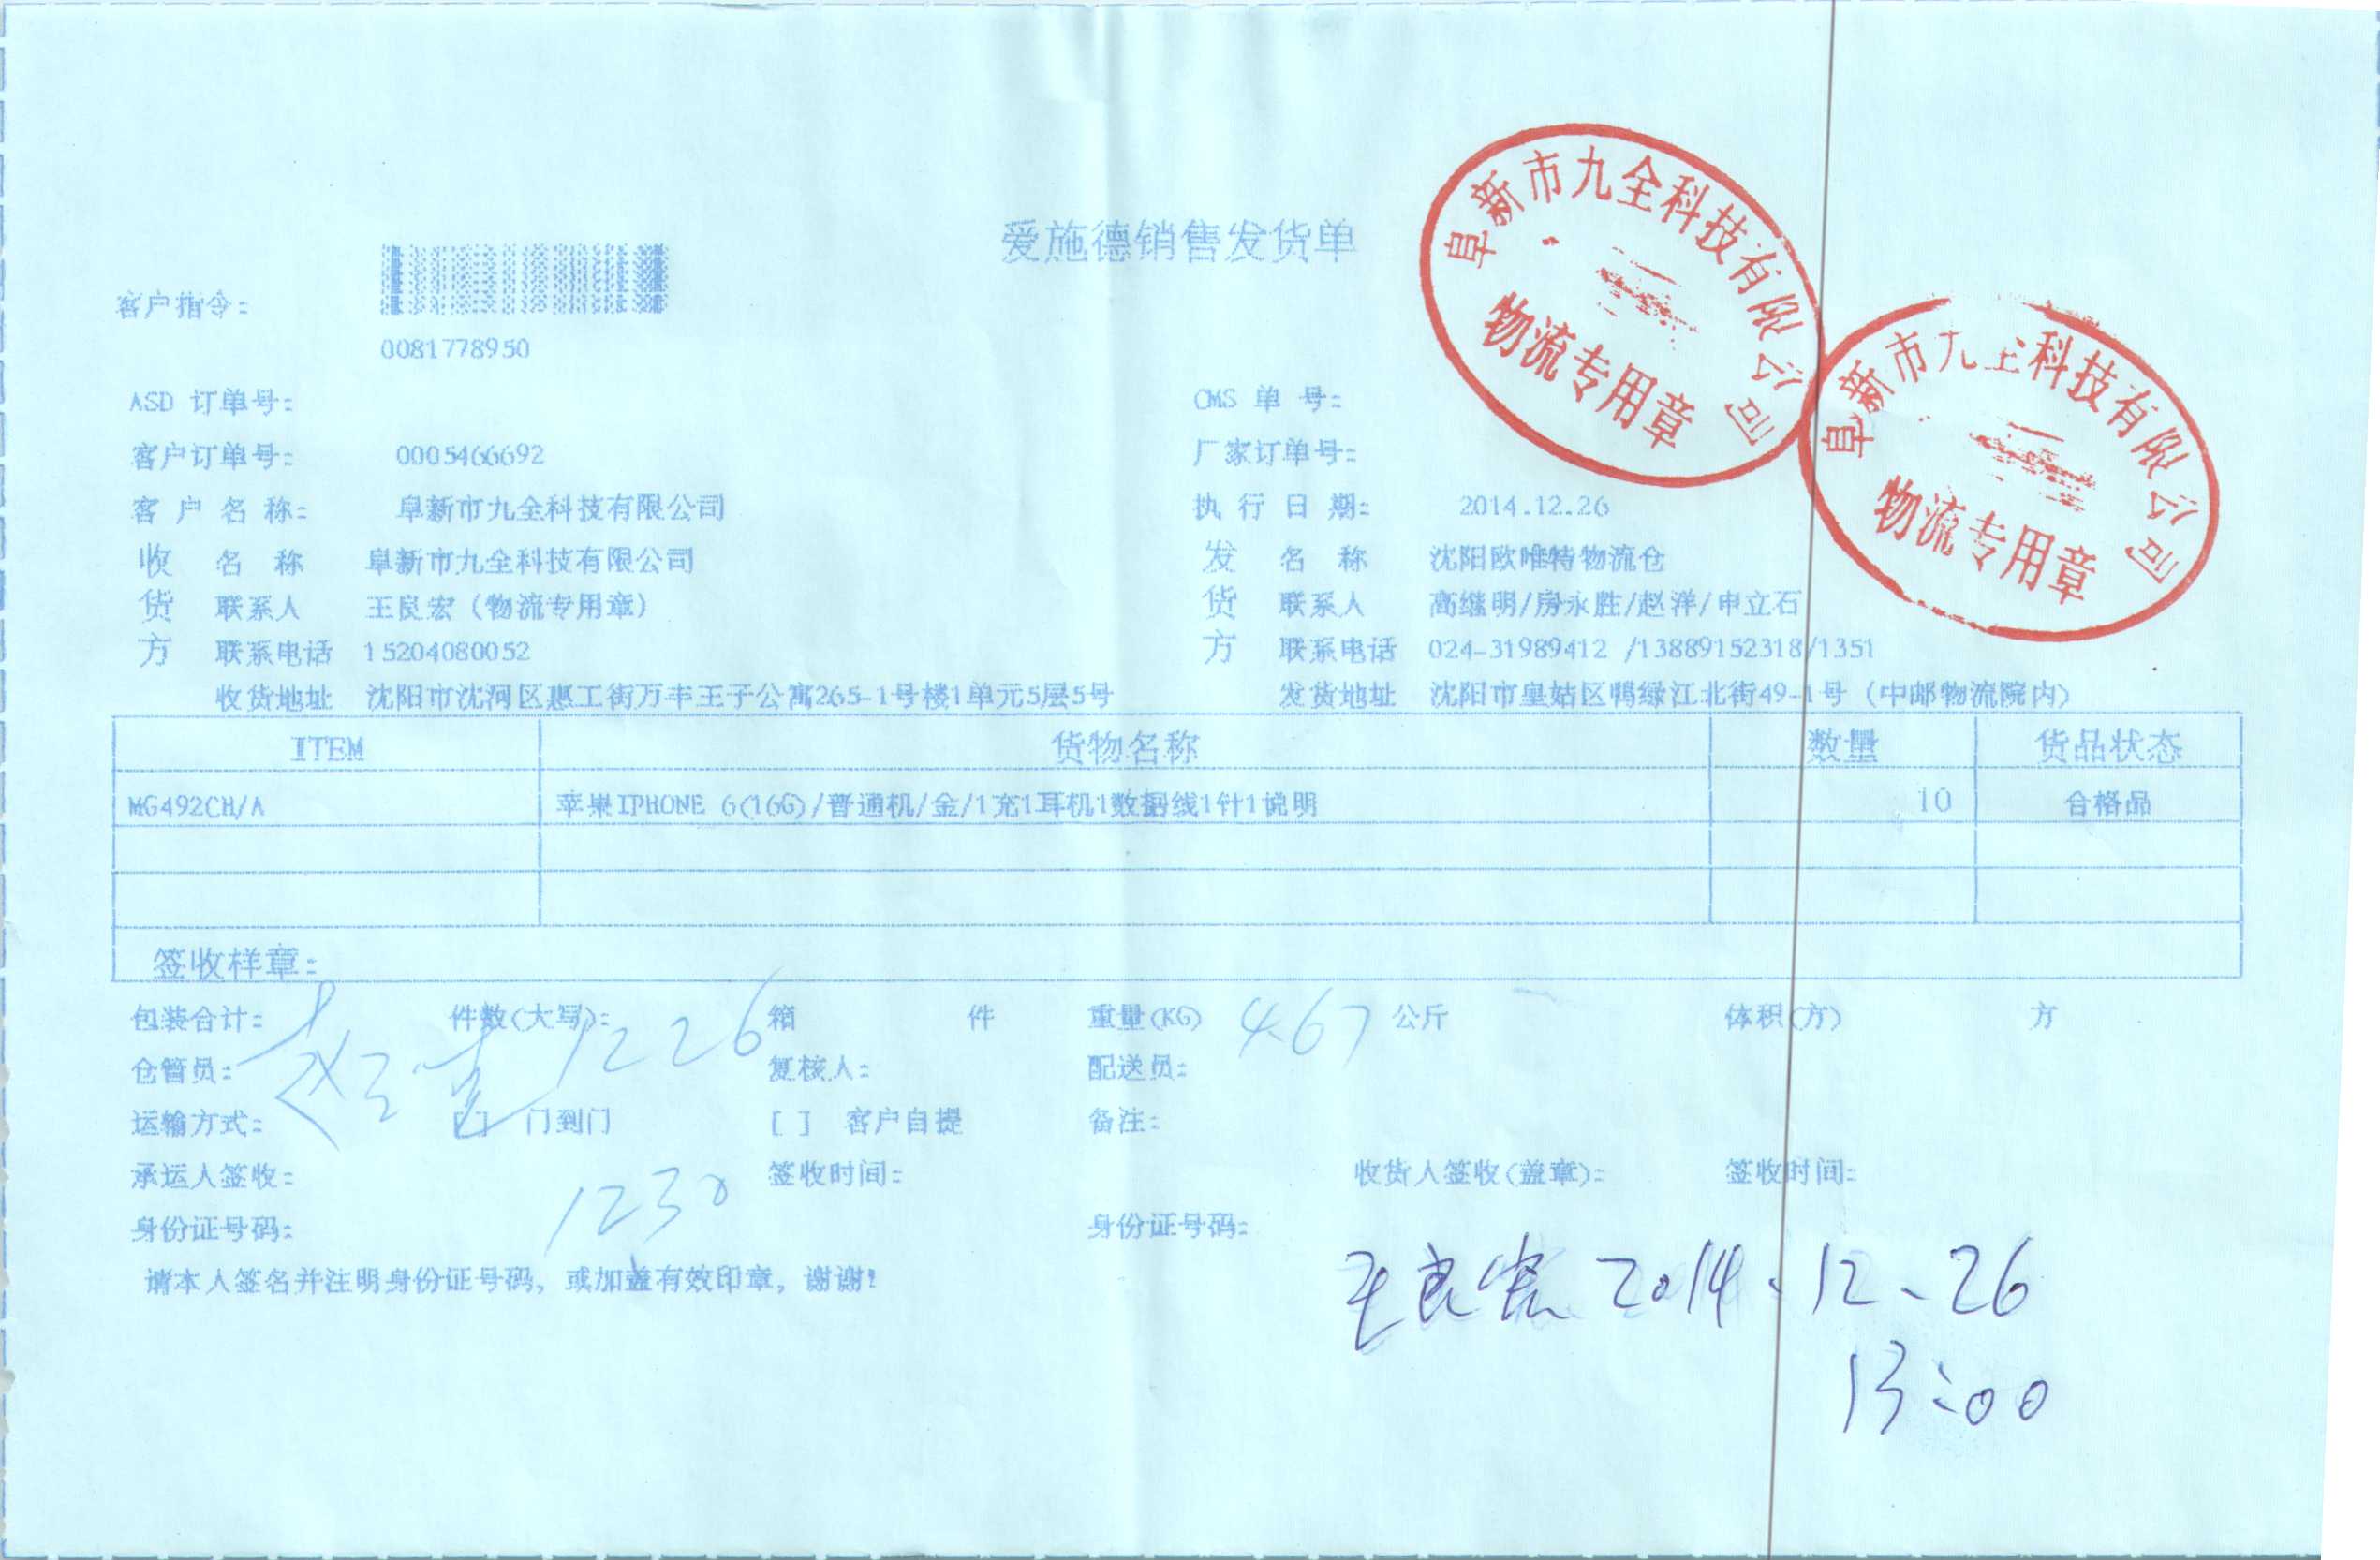 爱施德销售发货单
客户指令:
0081778950
ASD 订单号: CMS 单 号:
客户订单号: 0005466692 厂家订单号:
客 户 名 称: 阜新市九全科技有限公司 执 行 日 期: 2014.12.26
收 名 称 阜新市九全科技有限公司 发 名 称 沈阳欧唯特物流仓
货 联系人 王良宏(物流专用章) 货 联系人 高继明/房永胜/赵洋/申立石
方 联系电话 15204080052 方 联系电话 024-31989412 /13889152318/1351
收货地址 沈阳市沈河区惠工街万丰王子公寓265-1号楼1单元5层5号 发货地址 沈阳市皇姑区鸭绿江北街49-1号(中邮物流院内)
ITEM 货物名称 数量 货品状态
MG492CH/A 苹果IPHONE 6(16G)/普通机/金/1充1耳机1数据线1针1说明 10 合格品
签收样章:
包装合计: 件数(大写): 1226 箱 件 重量(KG) 4.67 公斤 体积(方) 方
仓管员: 复核人: 配送员:
运输方式: [ ] 门到门 [ ] 客户自提 备注:
承运人签收: 1230 签收时间: 收货人签收(盖章): 签收时间:
身份证号码: 身份证号码:
请本人签名并注明身份证号码, 或加盖有效印章, 谢谢!
王良宏 2014.12.26
13:00
阜新市九全科技有限公司
物流专用章
阜新市九全科技有限公司
物流专用章